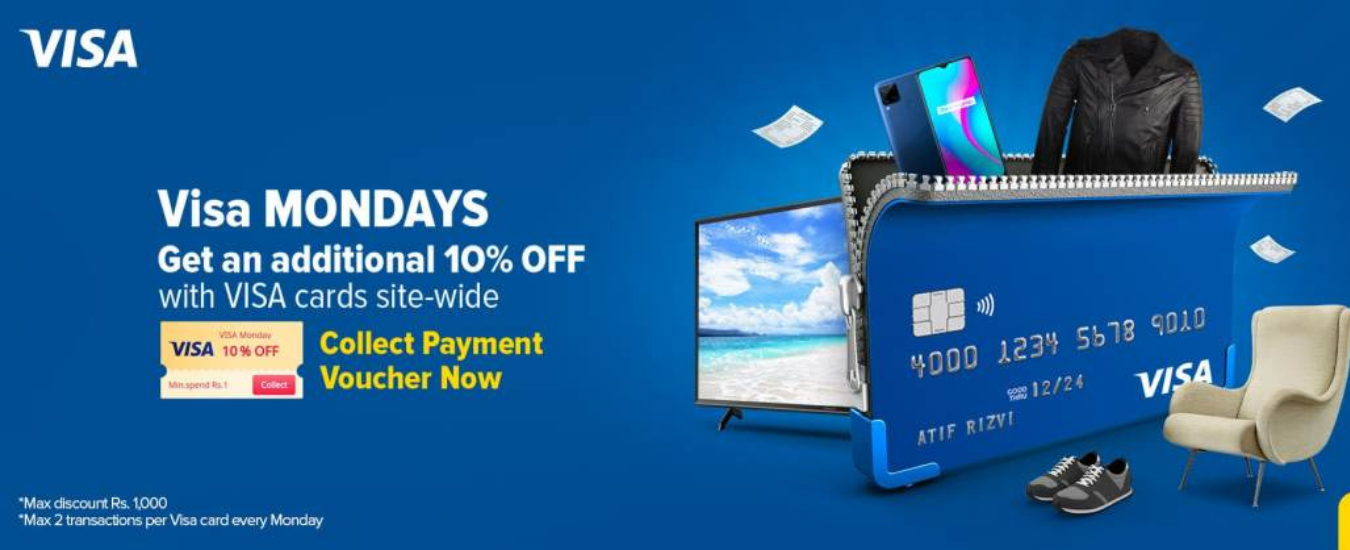 VISA
Visa MONDAYS
Get an additional 10% OFF
with VISA cards site-wide
VISA Monday
VISA 10% OFF
Min.spend Rs.1 Collect
Collect Payment
Voucher Now
4000 1234 5678 9010
GOOD
THRU 12/24
VISA
ATIF RIZVI
*Max discount Rs. 1,000
*Max 2 transactions per Visa card every Monday